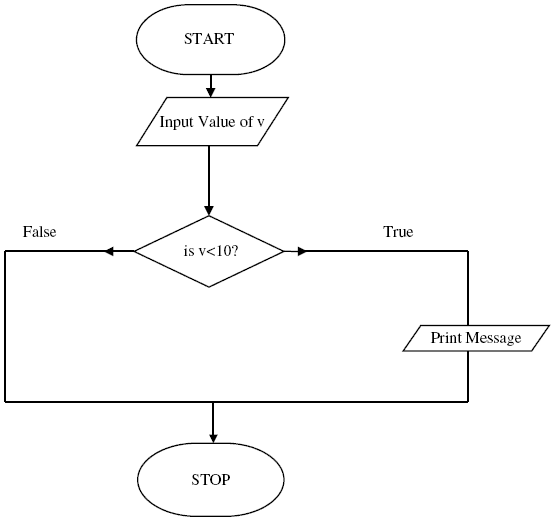 START
Input Value of v
False
True
is v<10?
Print Message
STOP